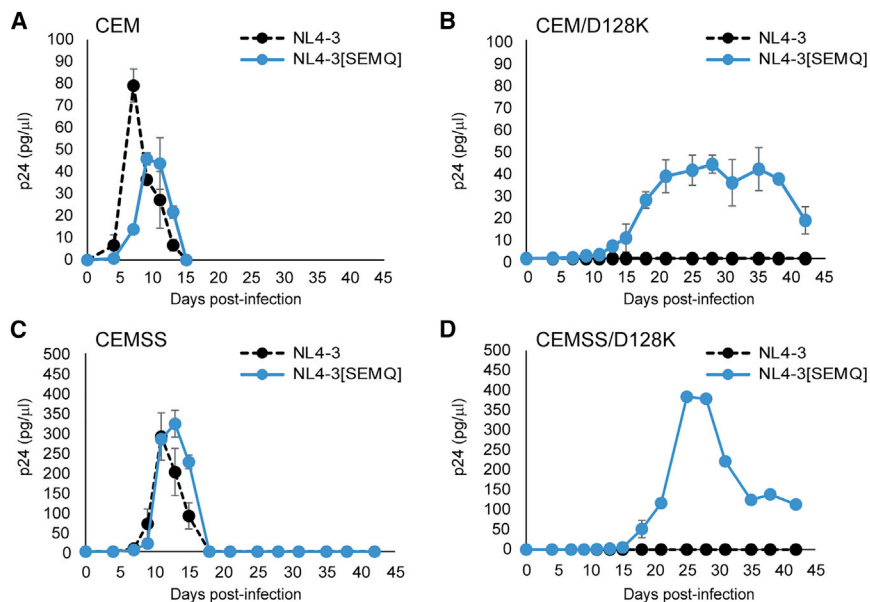 A CEM
NL4-3
NL4-3[SEMQ]
p24 (pg/µl)
100
90
80
70
60
50
40
30
20
10
0
0 5 10 15 20 25 30 35 40 45
Days post-infection
B CEM/D128K
NL4-3
NL4-3[SEMQ]
p24 (pg/µl)
100
90
80
70
60
50
40
30
20
10
0
0 5 10 15 20 25 30 35 40 45
Days post-infection
C CEMSS
NL4-3
NL4-3[SEMQ]
p24 (pg/µl)
500
450
400
350
300
250
200
150
100
50
0
0 5 10 15 20 25 30 35 40 45
Days post-infection
D CEMSS/D128K
NL4-3
NL4-3[SEMQ]
p24 (pg/µl)
500
450
400
350
300
250
200
150
100
50
0
0 5 10 15 20 25 30 35 40 45
Days post-infection